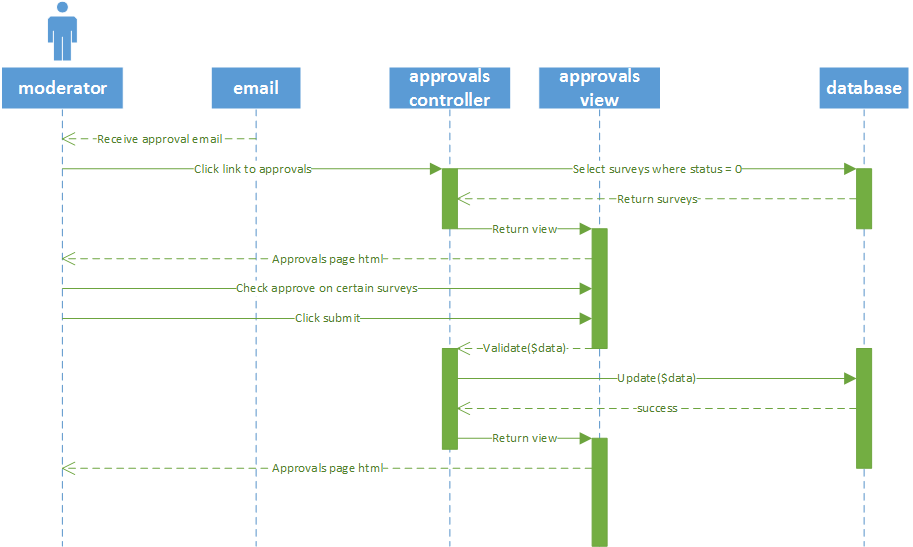 moderator
email
approvals
controller
approvals
view
database
Receive approval email
Click link to approvals
Select surveys where status = 0
Return surveys
Return view
Approvals page html
Check approve on certain surveys
Click submit
Validate($data)
Update($data)
success
Return view
Approvals page html